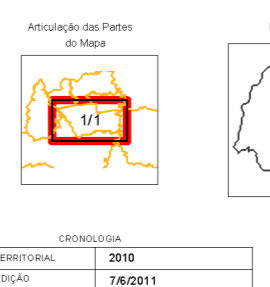 Articulação das Partes
do Mapa
1/1
CRONOLOGIA
ERRITORIAL 2010
DIÇÃO 7/6/2011